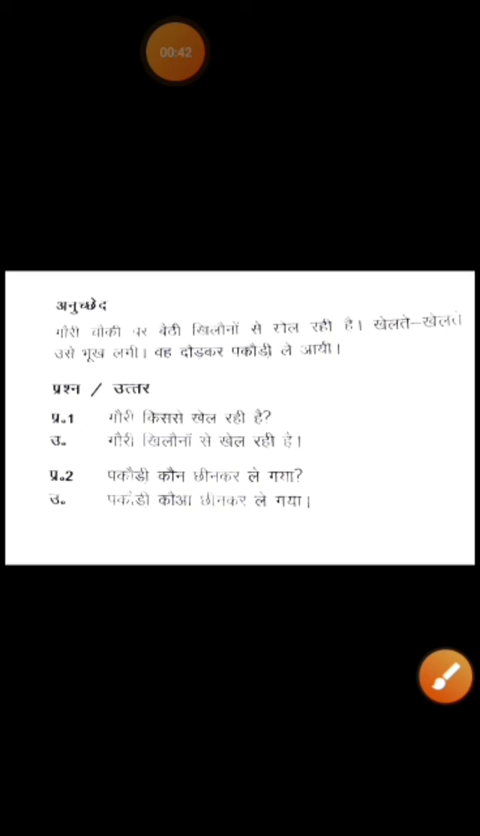 00:42
अनुच्छेद
गौरी चौकी पर बैठी खिलौनों से खेल रही है। खेलते-खेलते
उसे भूख लगी। वह दौड़कर पकौड़ी ले आयी।
प्रश्न / उत्तर
प्र॰1 गौरी किससे खेल रही है?
उ॰ गौरी खिलौनों से खेल रही है।
प्र॰2 पकौड़ी कौन छीनकर ले गया?
उ॰ पकौड़ी कौआ छीनकर ले गया।